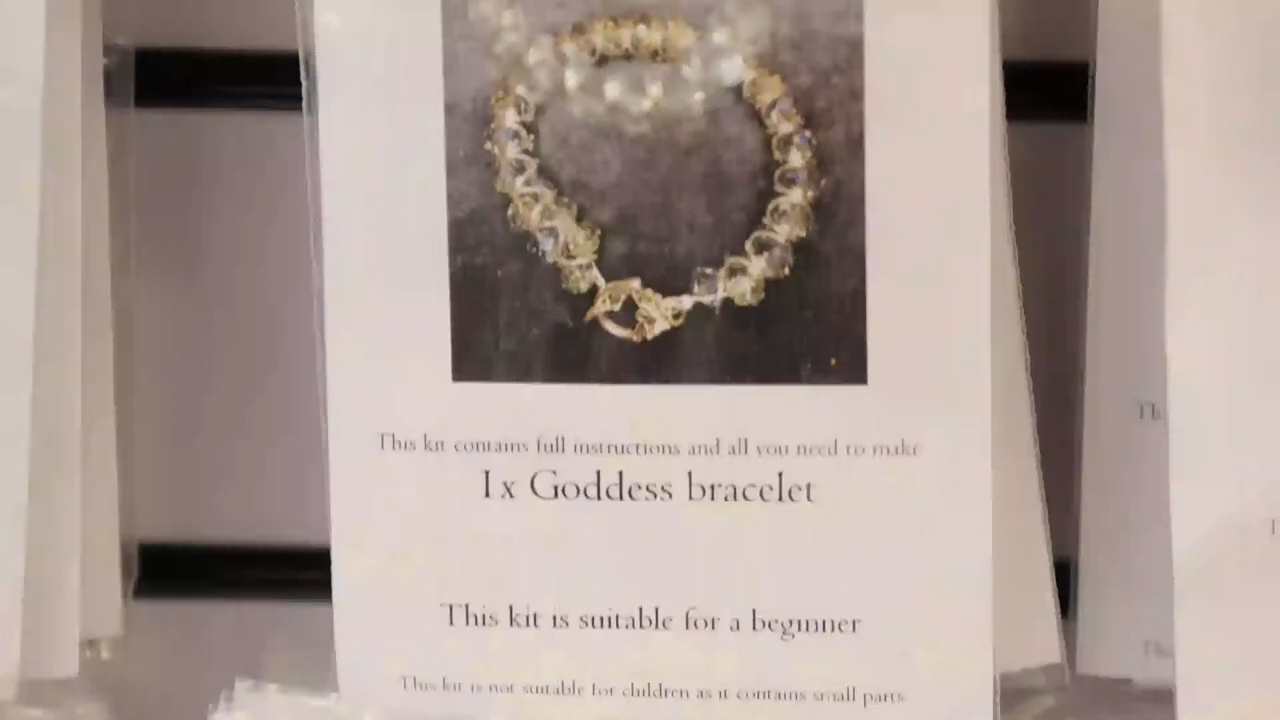 This kit contains full instructions and all you need to make
1x Goddess bracelet
This kit is suitable for a beginner
This kit is not suitable for children as it contains small parts